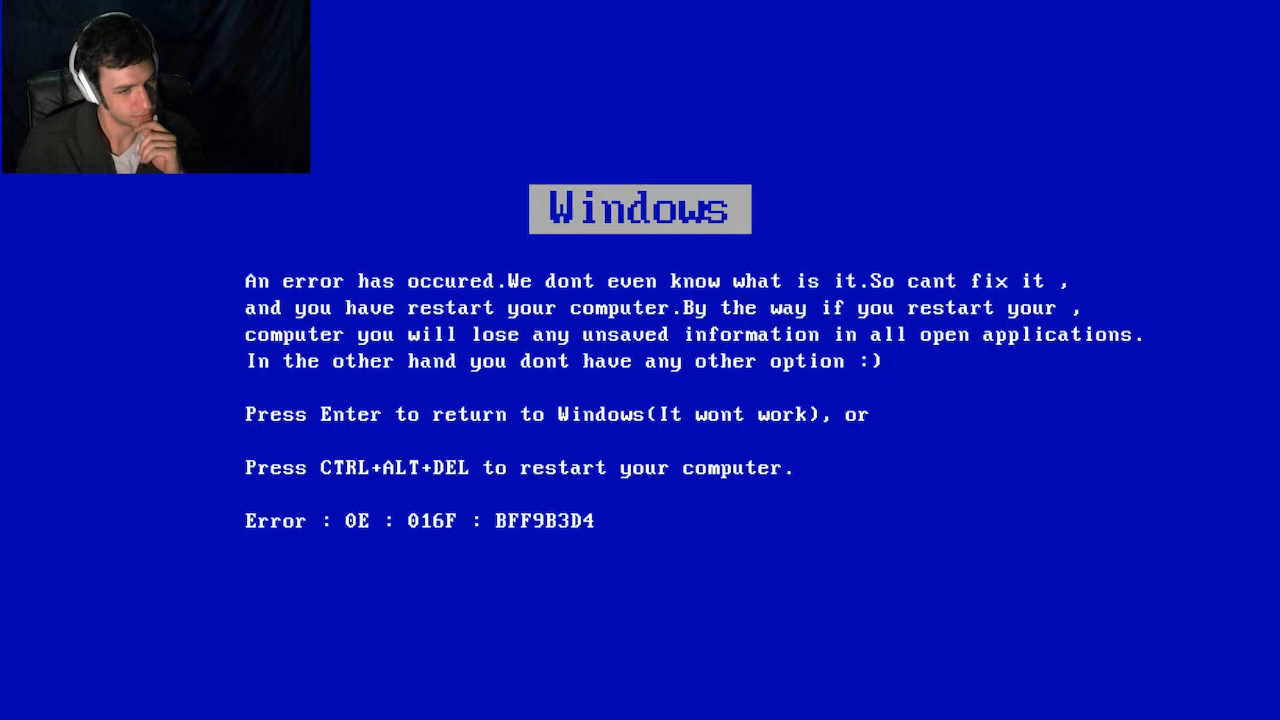 Windows
An error has occured.We dont even know what is it.So cant fix it ,
and you have restart your computer.By the way if you restart your ,
computer you will lose any unsaved information in all open applications.
In the other hand you dont have any other option :)
Press Enter to return to Windows(It wont work), or
Press CTRL+ALT+DEL to restart your computer.
Error : 0E : 016F : BFF9B3D4